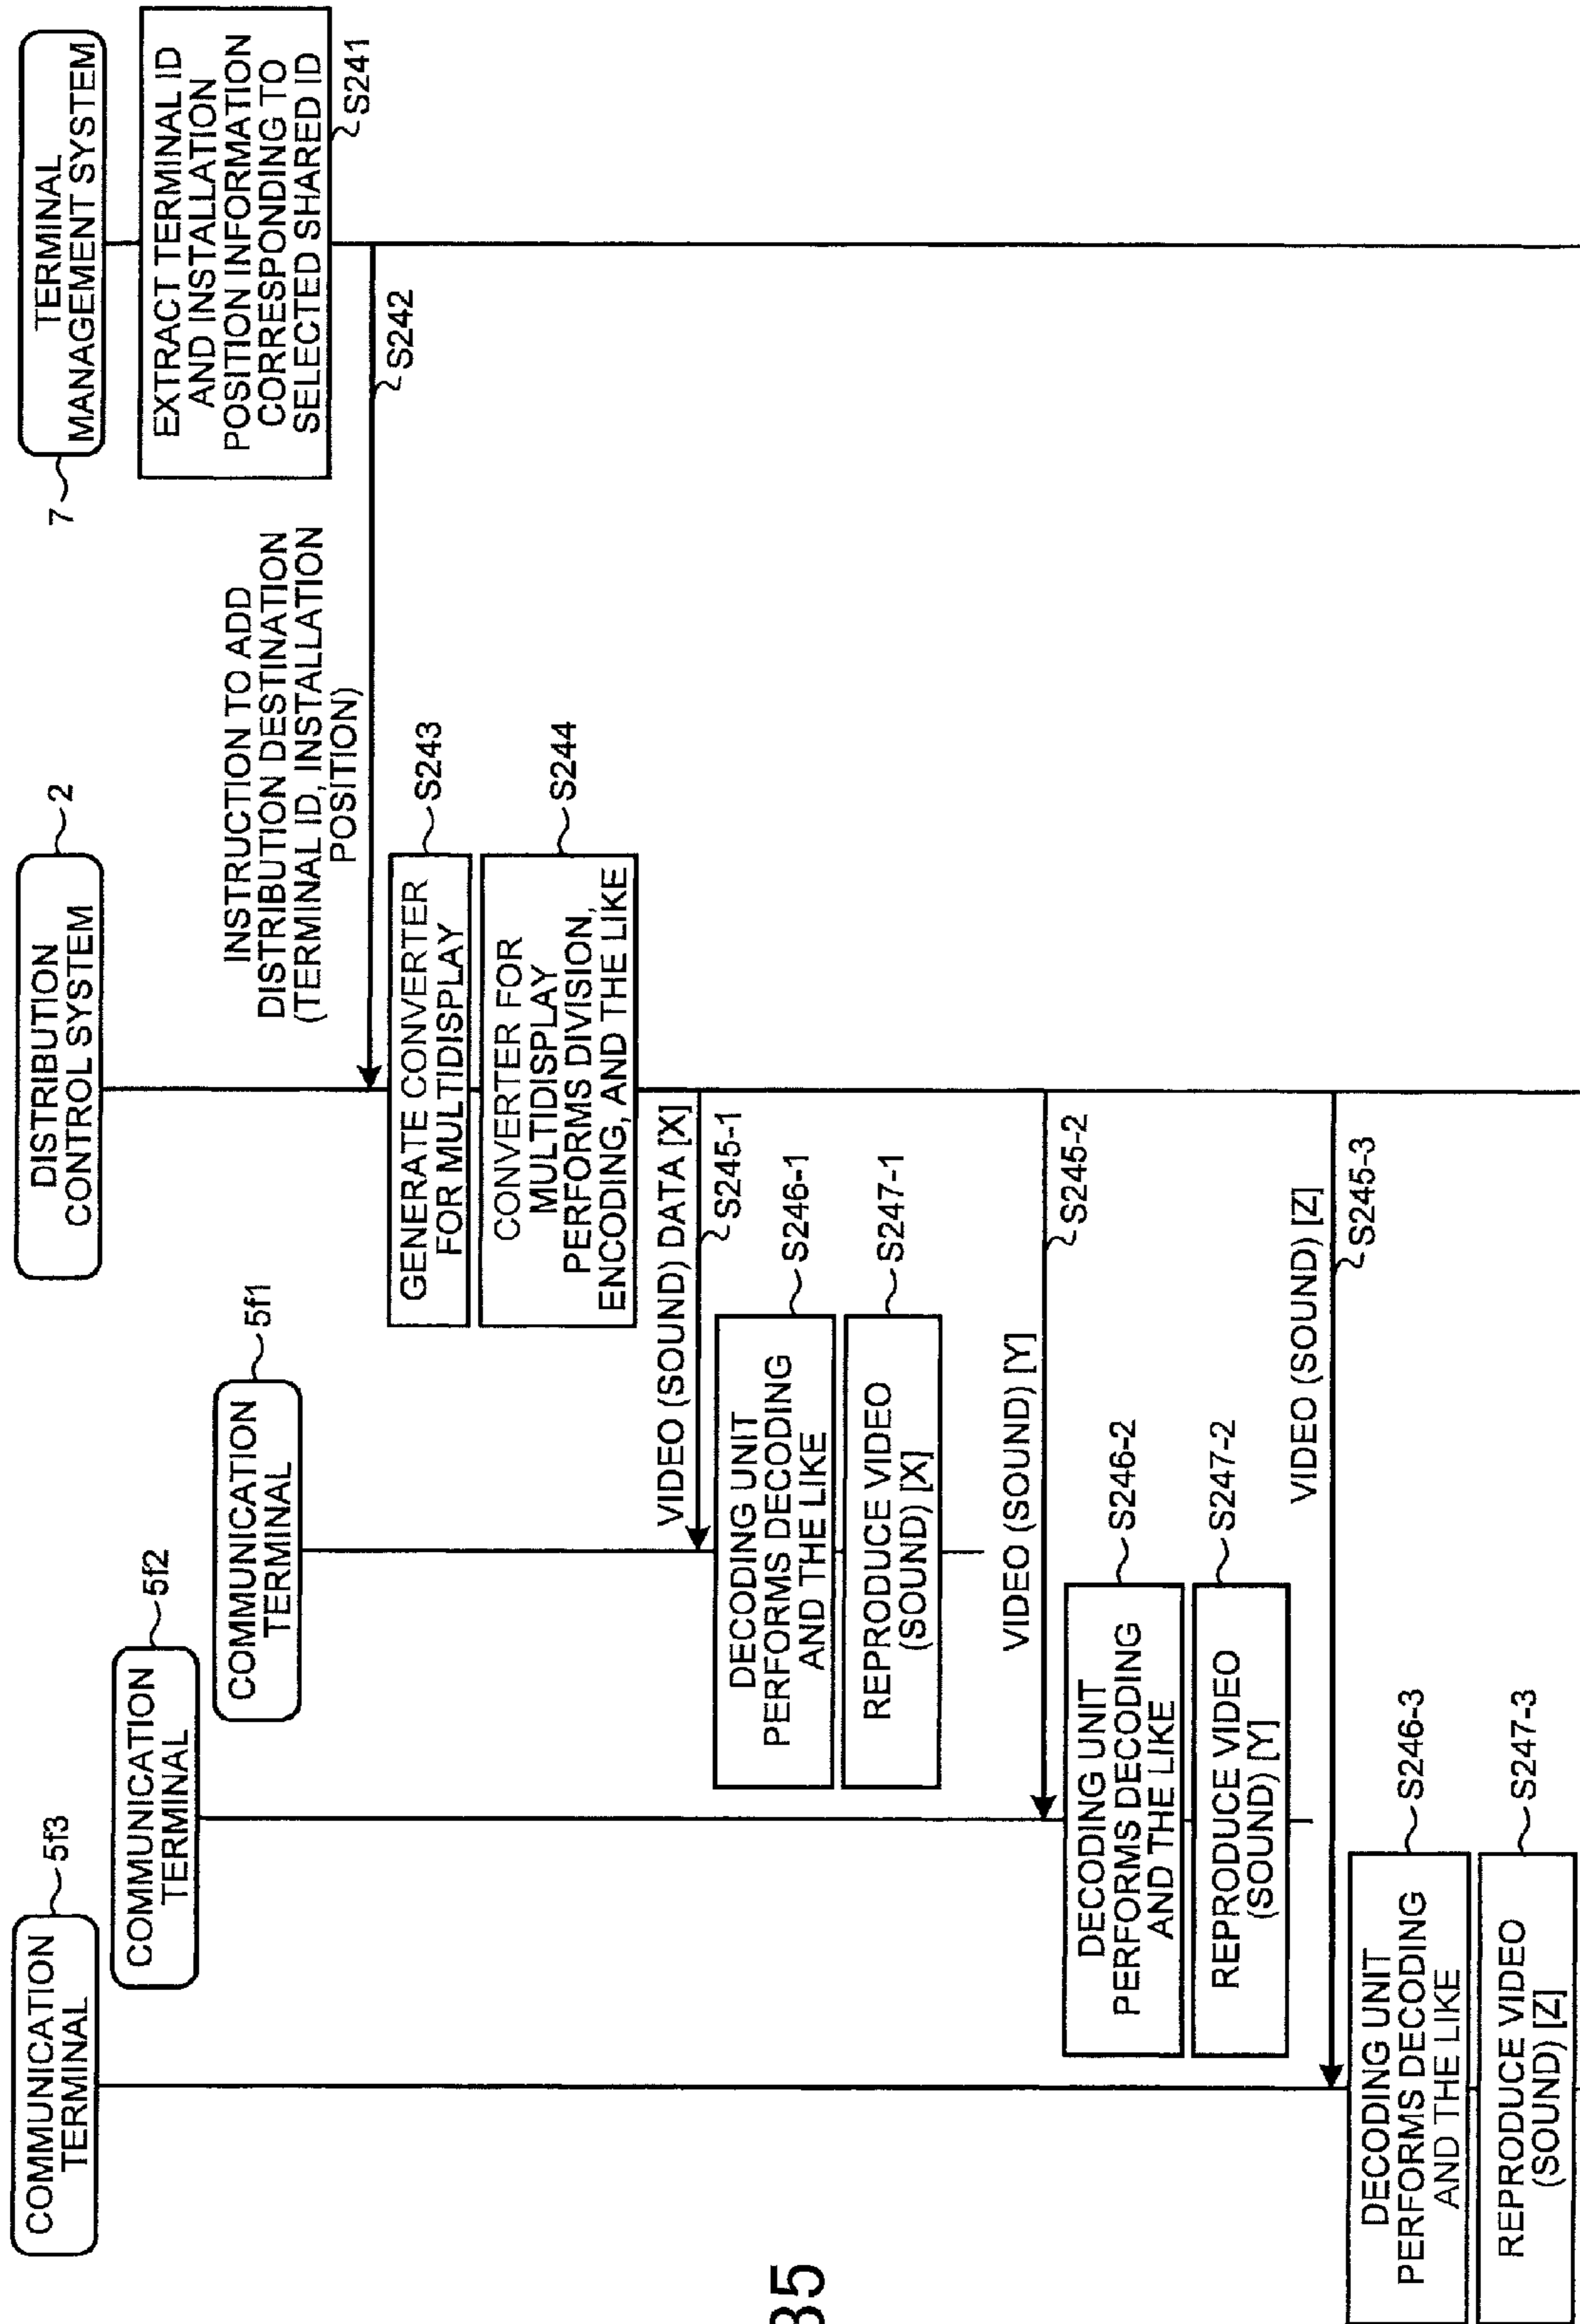 COMMUNICATION
TERMINAL
5f3
COMMUNICATION
TERMINAL
5f2
COMMUNICATION
TERMINAL
5f1
DISTRIBUTION
CONTROL SYSTEM
2
TERMINAL
MANAGEMENT SYSTEM
7
EXTRACT TERMINAL ID
AND INSTALLATION
POSITION INFORMATION
CORRESPONDING TO
SELECTED SHARED ID
S241
INSTRUCTION TO ADD
DISTRIBUTION DESTINATION
(TERMINAL ID, INSTALLATION
POSITION)
S242
GENERATE CONVERTER
FOR MULTIDISPLAY
S243
CONVERTER FOR
MULTIDISPLAY
PERFORMS DIVISION,
ENCODING, AND THE LIKE
S244
VIDEO (SOUND) DATA [X]
S245-1
DECODING UNIT
PERFORMS DECODING
AND THE LIKE
S246-1
REPRODUCE VIDEO
(SOUND) [X]
S247-1
VIDEO (SOUND) [Y]
S245-2
DECODING UNIT
PERFORMS DECODING
AND THE LIKE
S246-2
REPRODUCE VIDEO
(SOUND) [Y]
S247-2
VIDEO (SOUND) [Z]
S245-3
DECODING UNIT
PERFORMS DECODING
AND THE LIKE
S246-3
REPRODUCE VIDEO
(SOUND) [Z]
S247-3
35